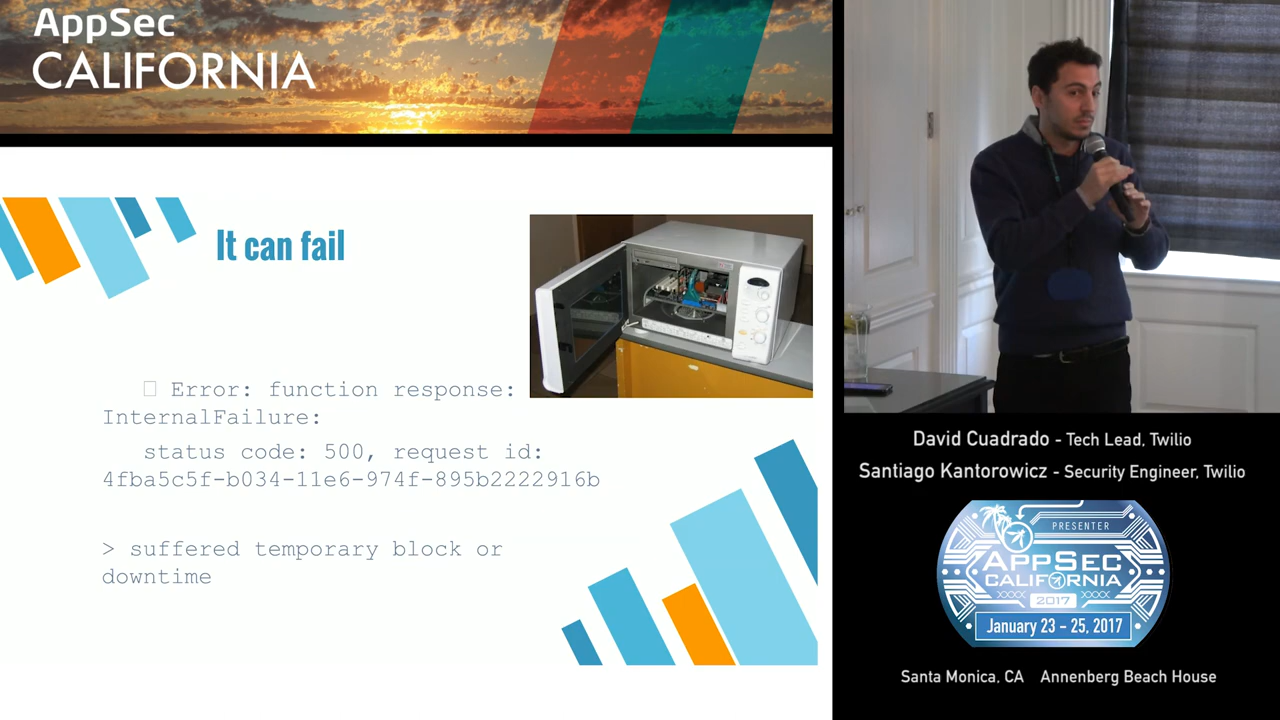 AppSec
CALIFORNIA
It can fail
Error: function response:
InternalFailure:
status code: 500, request id:
4fba5c5f-b034-11e6-974f-895b2222916b
> suffered temporary block or
downtime
David Cuadrado - Tech Lead, Twilio
Santiago Kantorowicz - Security Engineer, Twilio
PRESENTER
APPSEC
CALIFORNIA
2017
January 23 - 25, 2017
Santa Monica, CA Annenberg Beach House